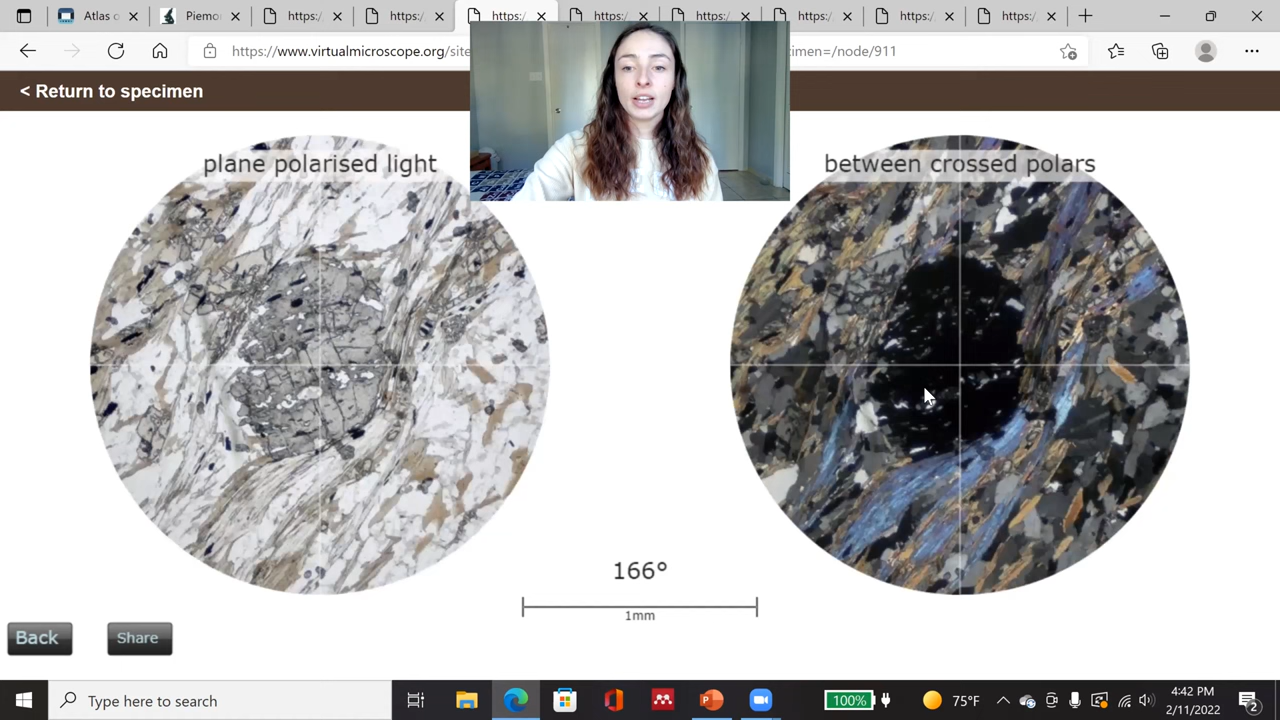 Atlas o
Piemor
https:/
https:/
https:/
https:/
https:/
https:/
https:/
https:/
https://www.virtualmicroscope.org/site
imen=/node/911
< Return to specimen
plane polarised light
between crossed polars
166°
1mm
Back
Share
Type here to search
100%
75°F
4:42 PM
2/11/2022
2